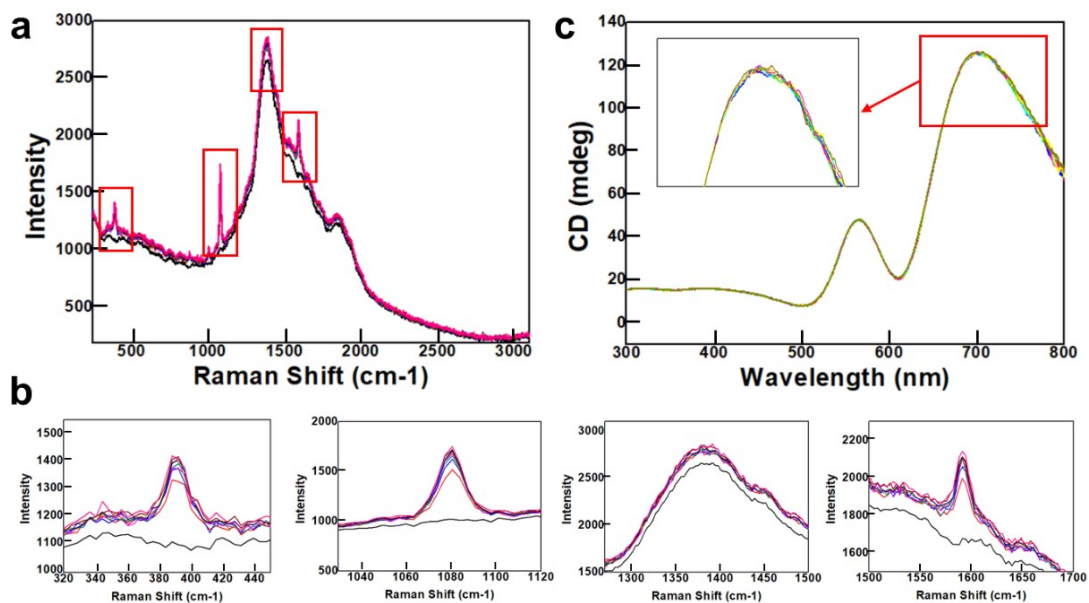 a
3000
2500
2000
1500
1000
500
Intensity
500 1000 1500 2000 2500 3000
Raman Shift (cm-1)
c
140
120
100
80
60
40
20
0
CD (mdeg)
300 400 500 600 700 800
Wavelength (nm)
b
1500
1400
1300
1200
1100
1000
Intensity
320 340 360 380 400 420 440
Raman Shift (cm-1)
2000
1500
1000
500
Intensity
1040 1060 1080 1100 1120
Raman Shift (cm-1)
3000
2500
2000
1500
Intensity
1300 1350 1400 1450 1500
Raman Shift (cm-1)
2200
2000
1800
1600
Intensity
1500 1550 1600 1650 1700
Raman Shift (cm-1)